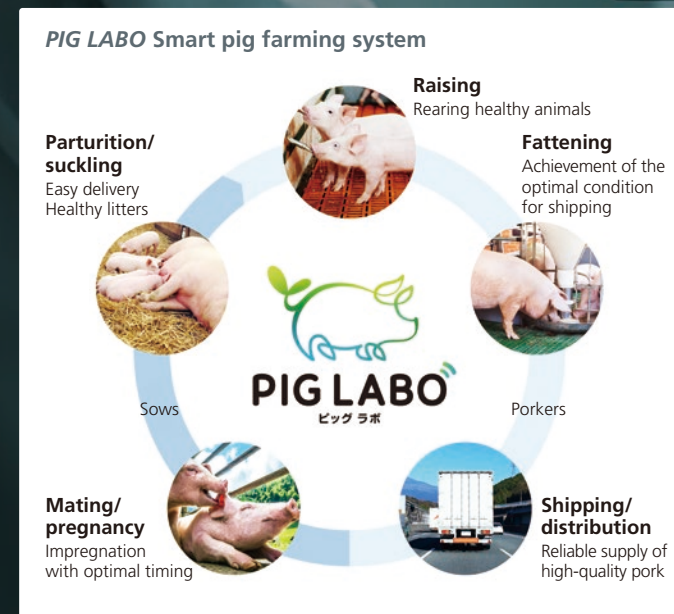 PIG LABO Smart pig farming system
Raising
Rearing healthy animals
Parturition/
suckling
Easy delivery
Healthy litters
Fattening
Achievement of the
optimal condition
for shipping
PIG LABO
ピッグ ラボ
Sows
Porkers
Mating/
pregnancy
Impregnation
with optimal timing
Shipping/
distribution
Reliable supply of
high-quality pork